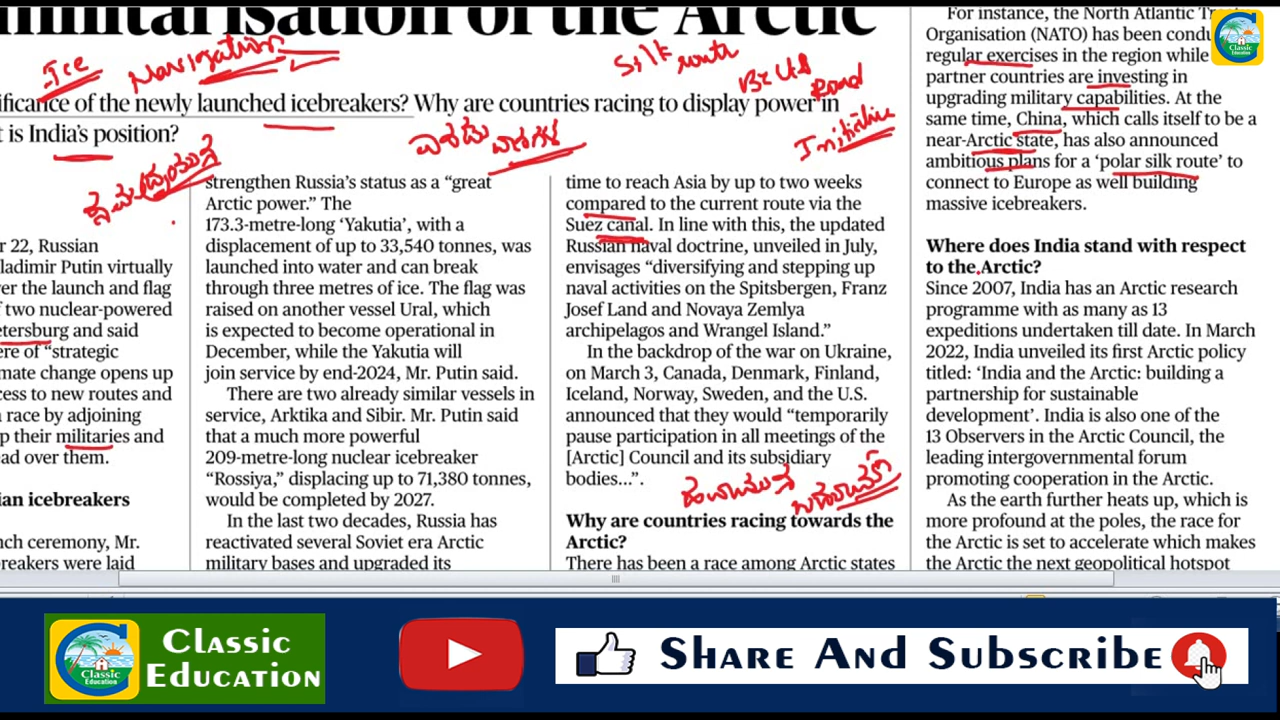 militarisation of the Arctic
Ice
Navigation
Silk route
Belt
Road
Initiative
ificance of the newly launched icebreakers? Why are countries racing to display power in
t is India's position?
r 22, Russian
ladimir Putin virtually
ver the launch and flag
f two nuclear-powered
etersburg and said
ere of “strategic
mate change opens up
cess to new routes and
a race by adjoining
p their militaries and
ead over them.
ian icebreakers
nch ceremony, Mr.
breakers were laid
strengthen Russia's status as a “great
Arctic power.” The
173.3-metre-long ‘Yakutia’, with a
displacement of up to 33,540 tonnes, was
launched into water and can break
through three metres of ice. The flag was
raised on another vessel Ural, which
is expected to become operational in
December, while the Yakutia will
join service by end-2024, Mr. Putin said.
There are two already similar vessels in
service, Arktika and Sibir. Mr. Putin said
that a much more powerful
209-metre-long nuclear icebreaker
“Rossiya,” displacing up to 71,380 tonnes,
would be completed by 2027.
In the last two decades, Russia has
reactivated several Soviet era Arctic
military bases and upgraded its
time to reach Asia by up to two weeks
compared to the current route via the
Suez canal. In line with this, the updated
Russian naval doctrine, unveiled in July,
envisages “diversifying and stepping up
naval activities on the Spitsbergen, Franz
Josef Land and Novaya Zemlya
archipelagos and Wrangel Island.”
In the backdrop of the war on Ukraine,
on March 3, Canada, Denmark, Finland,
Iceland, Norway, Sweden, and the U.S.
announced that they would “temporarily
pause participation in all meetings of the
[Arctic] Council and its subsidiary
bodies...”.
Why are countries racing towards the
Arctic?
There has been a race among Arctic states
For instance, the North Atlantic Treaty
Organisation (NATO) has been condu
regular exercises in the region while
partner countries are investing in
upgrading military capabilities. At the
same time, China, which calls itself to be a
near-Arctic state, has also announced
ambitious plans for a ‘polar silk route’ to
connect to Europe as well building
massive icebreakers.
Where does India stand with respect
to the Arctic?
Since 2007, India has an Arctic research
programme with as many as 13
expeditions undertaken till date. In March
2022, India unveiled its first Arctic policy
titled: ‘India and the Arctic: building a
partnership for sustainable
development’. India is also one of the
13 Observers in the Arctic Council, the
leading intergovernmental forum
promoting cooperation in the Arctic.
As the earth further heats up, which is
more profound at the poles, the race for
the Arctic is set to accelerate which makes
the Arctic the next geopolitical hotspot
Classic
Education
Classic
Education
CLASSIC
EDUCATION
SHARE AND SUBSCRIBE